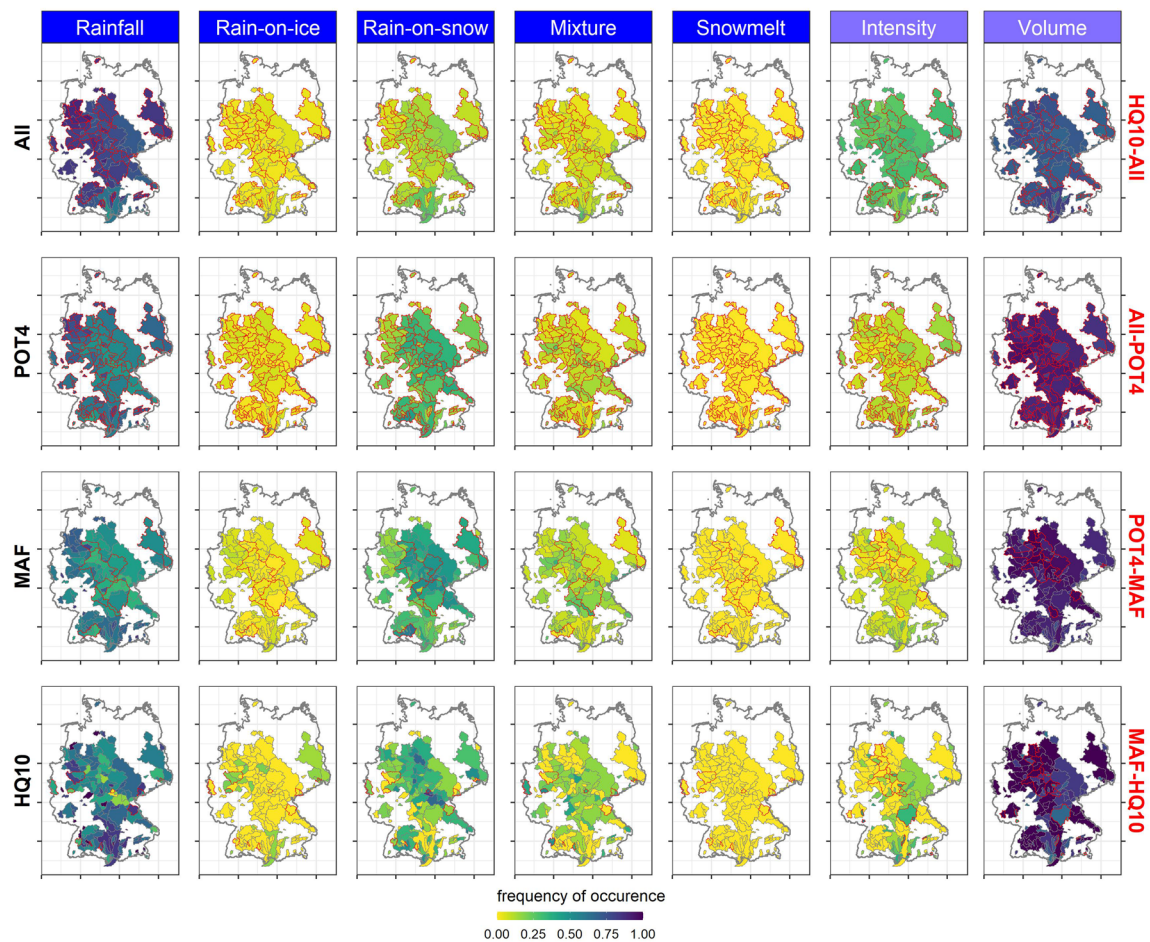 Rainfall Rain-on-ice Rain-on-snow Mixture Snowmelt Intensity Volume
All HQ10-All
POT4 All-POT4
MAF POT4-MAF
HQ10 MAF-HQ10
frequency of occurence
0.00 0.25 0.50 0.75 1.00